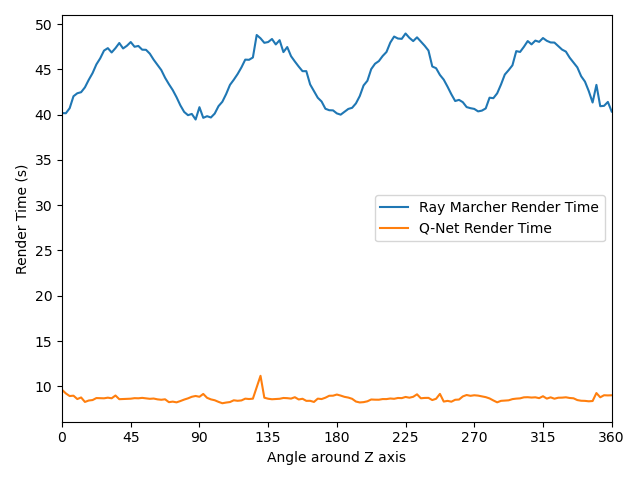 50
45
40
35
30
25
20
15
10
Render Time (s)
Ray Marcher Render Time
Q-Net Render Time
0 45 90 135 180 225 270 315 360
Angle around Z axis